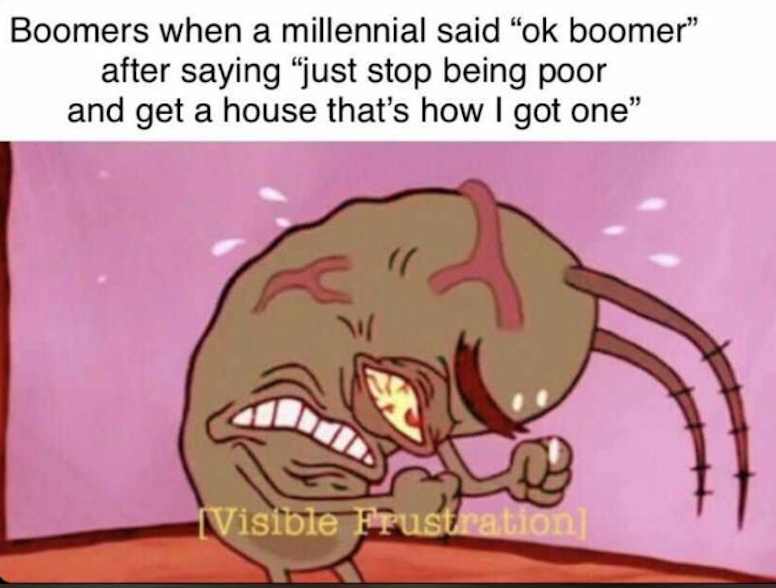 Boomers when a millennial said “ok boomer”
after saying “just stop being poor
and get a house that’s how I got one”
[Visible Frustration]